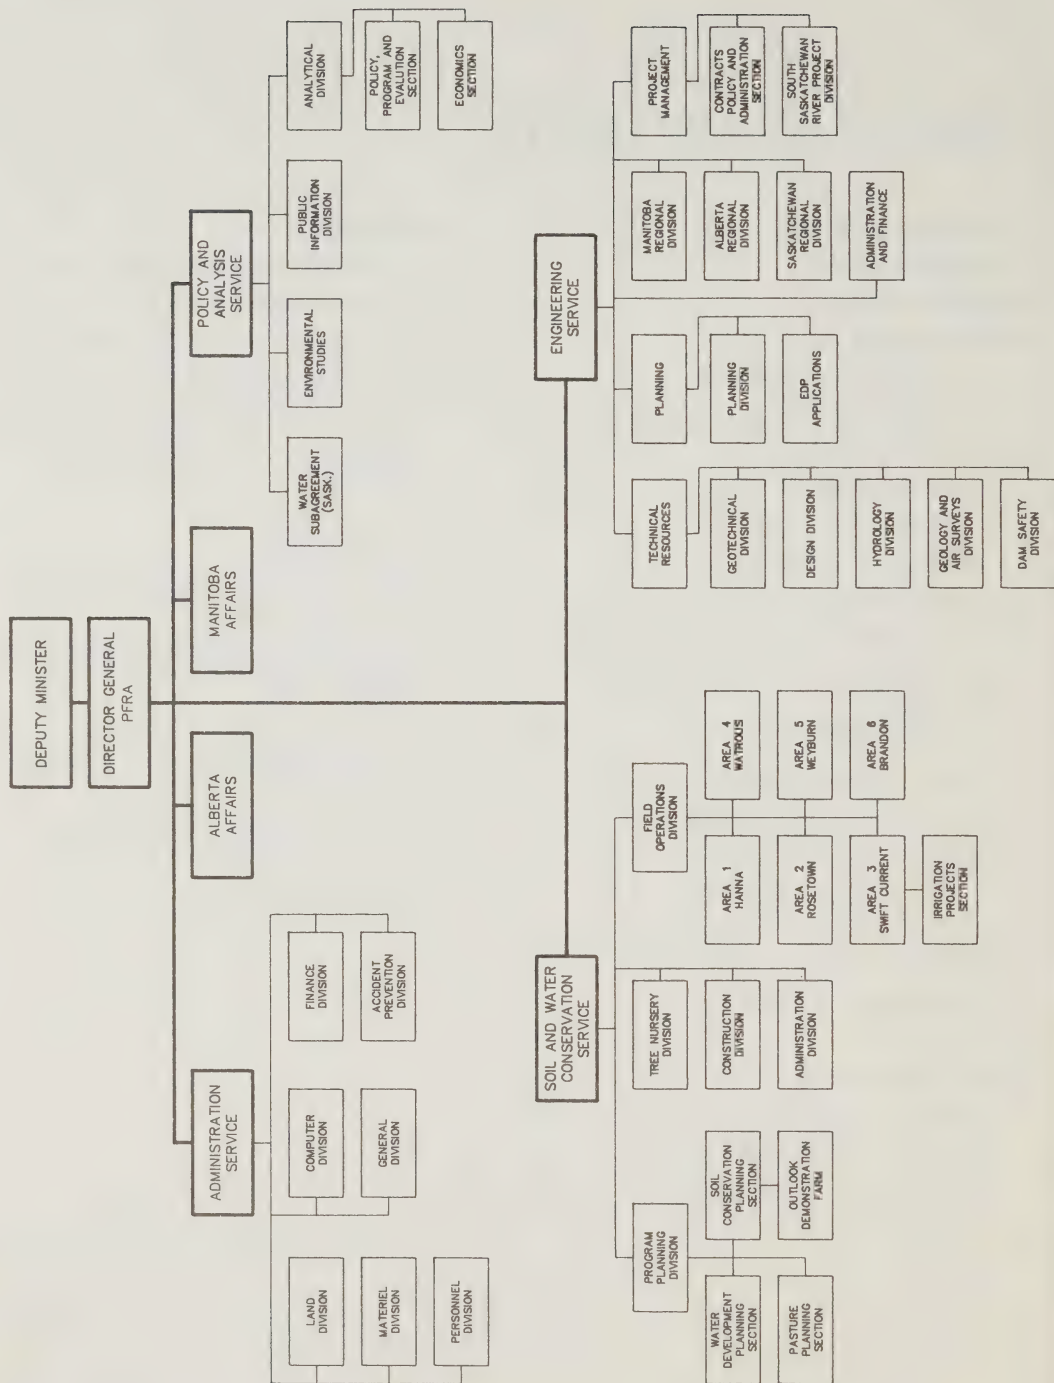 DEPUTY MINISTER
DIRECTOR GENERAL
PFRA
ADMINISTRATION
SERVICE
ALBERTA
AFFAIRS
MANITOBA
AFFAIRS
POLICY AND
ANALYSIS
SERVICE
LAND
DIVISION
MATERIEL
DIVISION
PERSONNEL
DIVISION
COMPUTER
DIVISION
GENERAL
DIVISION
FINANCE
DIVISION
ACCIDENT
PREVENTION
DIVISION
WATER
SUBAGREEMENT
(SASK.)
ENVIRONMENTAL
STUDIES
PUBLIC
INFORMATION
DIVISION
ANALYTICAL
DIVISION
POLICY,
PROGRAM AND
EVALUTION
SECTION
ECONOMICS
SECTION
SOIL AND WATER
CONSERVATION
SERVICE
ENGINEERING
SERVICE
PROGRAM
PLANNING
DIVISION
WATER
DEVELOPMENT
PLANNING
SECTION
SOIL
CONSERVATION
PLANNING
SECTION
PASTURE
PLANNING
SECTION
OUTLOOK
DEMONSTRATION
FARM
TREE NURSERY
DIVISION
CONSTRUCTION
DIVISION
ADMINISTRATION
DIVISION
FIELD
OPERATIONS
DIVISION
AREA 1
HANNA
AREA 4
WATROUS
AREA 2
ROSETOWN
AREA 5
WEYBURN
AREA 3
SWIFT CURRENT
AREA 6
BRANDON
IRRIGATION
PROJECTS
SECTION
TECHNICAL
RESOURCES
GEOTECHNICAL
DIVISION
DESIGN DIVISION
HYDROLOGY
DIVISION
GEOLOGY AND
AIR SURVEYS
DIVISION
DAM SAFETY
DIVISION
PLANNING
PLANNING
DIVISION
EDP
APPLICATIONS
MANITOBA
REGIONAL
DIVISION
ALBERTA
REGIONAL
DIVISION
SASKATCHEWAN
REGIONAL
DIVISION
ADMINISTRATION
AND FINANCE
PROJECT
MANAGEMENT
CONTRACTS
POLICY AND
ADMINISTRATION
SECTION
SOUTH
SASKATCHEWAN
RIVER PROJECT
DIVISION